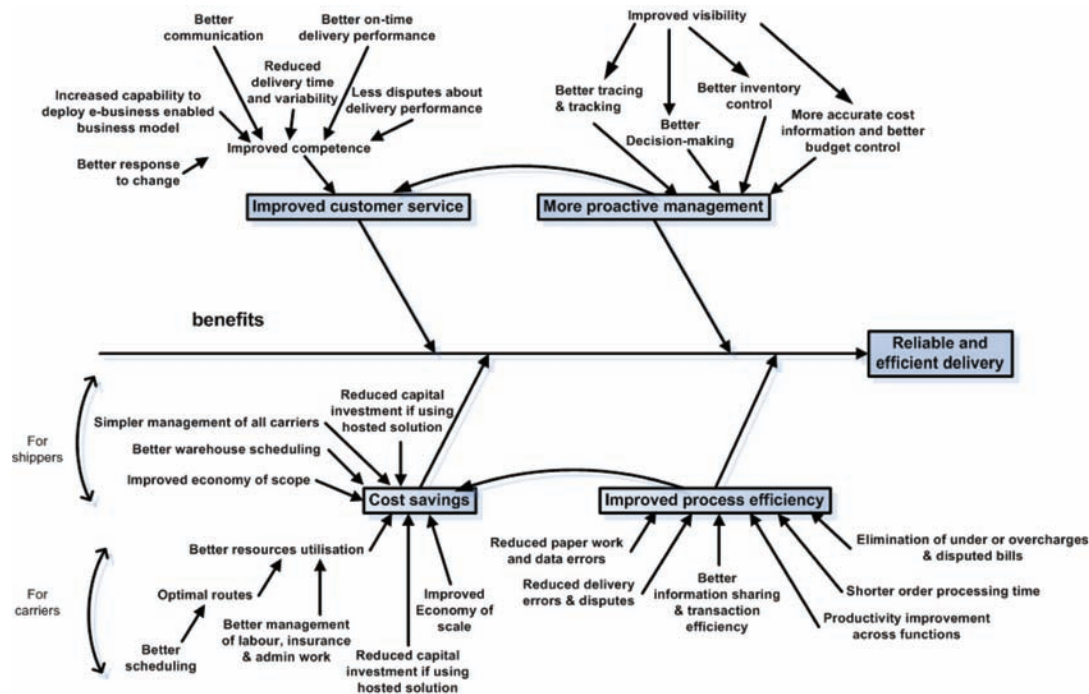 Better
communication
Better on-time
delivery performance
Improved visibility
Reduced
delivery time
and variability
Increased capability to
deploy e-business enabled
business model
Less disputes about
delivery performance
Better tracing
& tracking
Better inventory
control
Better
Decision-making
More accurate cost
information and better
budget control
Improved competence
Better response
to change
Improved customer service
More proactive management
benefits
Reliable and
efficient delivery
For
shippers
Simpler management of all carriers
Reduced capital
investment if using
hosted solution
Better warehouse scheduling
Improved economy of scope
Cost savings
Improved process efficiency
For
carriers
Better resources utilisation
Optimal routes
Better
scheduling
Better management
of labour, insurance
& admin work
Reduced capital
investment if using
hosted solution
Improved
Economy of
scale
Reduced paper work
and data errors
Reduced delivery
errors & disputes
Better
information sharing
& transaction
efficiency
Elimination of under or overcharges
& disputed bills
Shorter order processing time
Productivity improvement
across functions